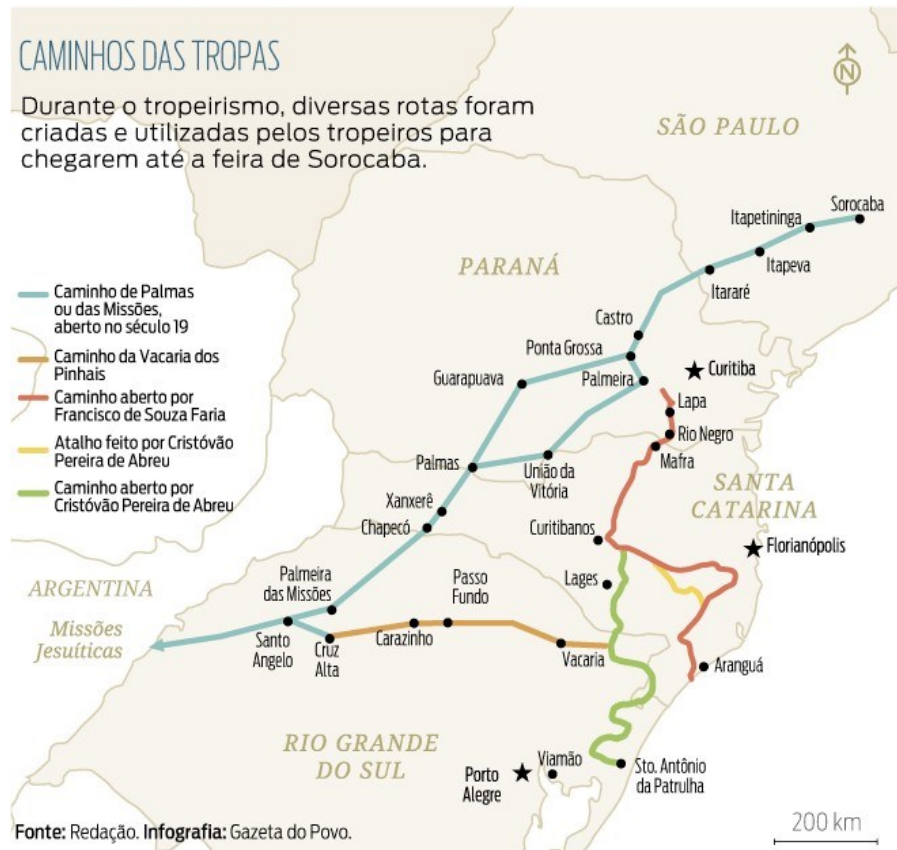 CAMINHOS DAS TROPAS
Durante o tropeirismo, diversas rotas foram
criadas e utilizadas pelos tropeiros para
chegarem até a feira de Sorocaba.
N
SÃO PAULO
Sorocaba
Itapetininga
Itapeva
Itararé
PARANÁ
Caminho de Palmas
ou das Missões,
aberto no século 19
Caminho da Vacaria dos
Pinhais
Caminho aberto por
Francisco de Souza Faria
Atalho feito por Cristóvão
Pereira de Abreu
Caminho aberto por
Cristóvão Pereira de Abreu
Castro
Ponta Grossa
Guarapuava
Palmeira
Curitiba
Lapa
Rio Negro
Mafra
Palmas
União da
Vitória
SANTA
CATARINA
Xanxerê
Chapecó
Curitibanos
Florianópolis
ARGENTINA
Missões
Jesuíticas
Palmeira
das Missões
Passo
Fundo
Lages
Santo
Angelo
Cruz
Alta
Carazinho
Vacaria
Aranguá
RIO GRANDE
DO SUL
Porto
Alegre
Viamão
Sto. Antônio
da Patrulha
Fonte: Redação. Infografia: Gazeta do Povo.
200 km